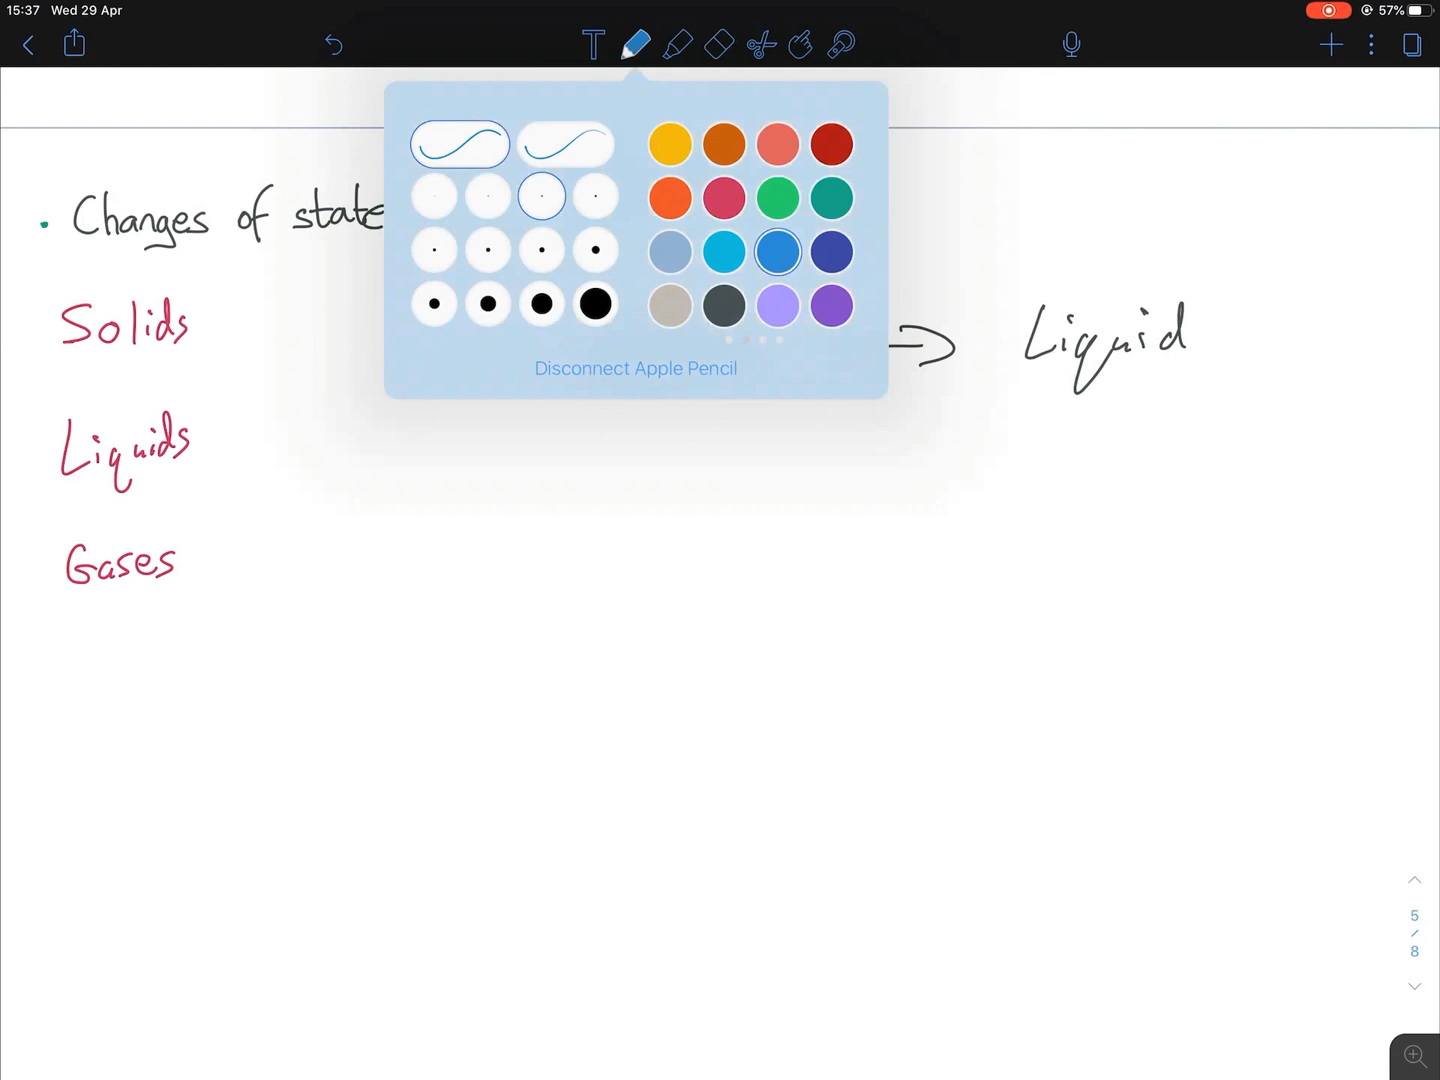 15:37 Wed 29 Apr 57%
T
• Changes of state
Solids
Liquid
Liquids
Gases
Disconnect Apple Pencil
5
/
8